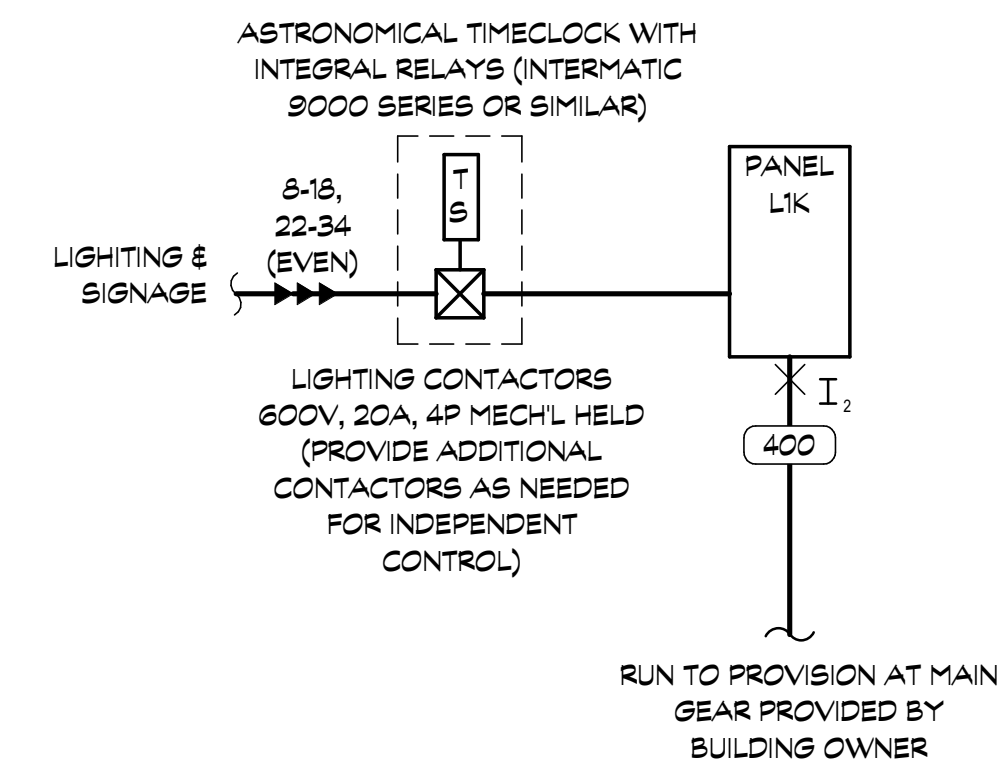 ASTRONOMICAL TIMECLOCK WITH
INTEGRAL RELAYS (INTERMATIC
9000 SERIES OR SIMILAR)
T
S
PANEL
L1K
8-18,
22-34
(EVEN)
LIGHITING &
SIGNAGE
LIGHTING CONTACTORS
600V, 20A, 4P MECH'L HELD
(PROVIDE ADDITIONAL
CONTACTORS AS NEEDED
FOR INDEPENDENT
CONTROL)
I2
400
RUN TO PROVISION AT MAIN
GEAR PROVIDED BY
BUILDING OWNER